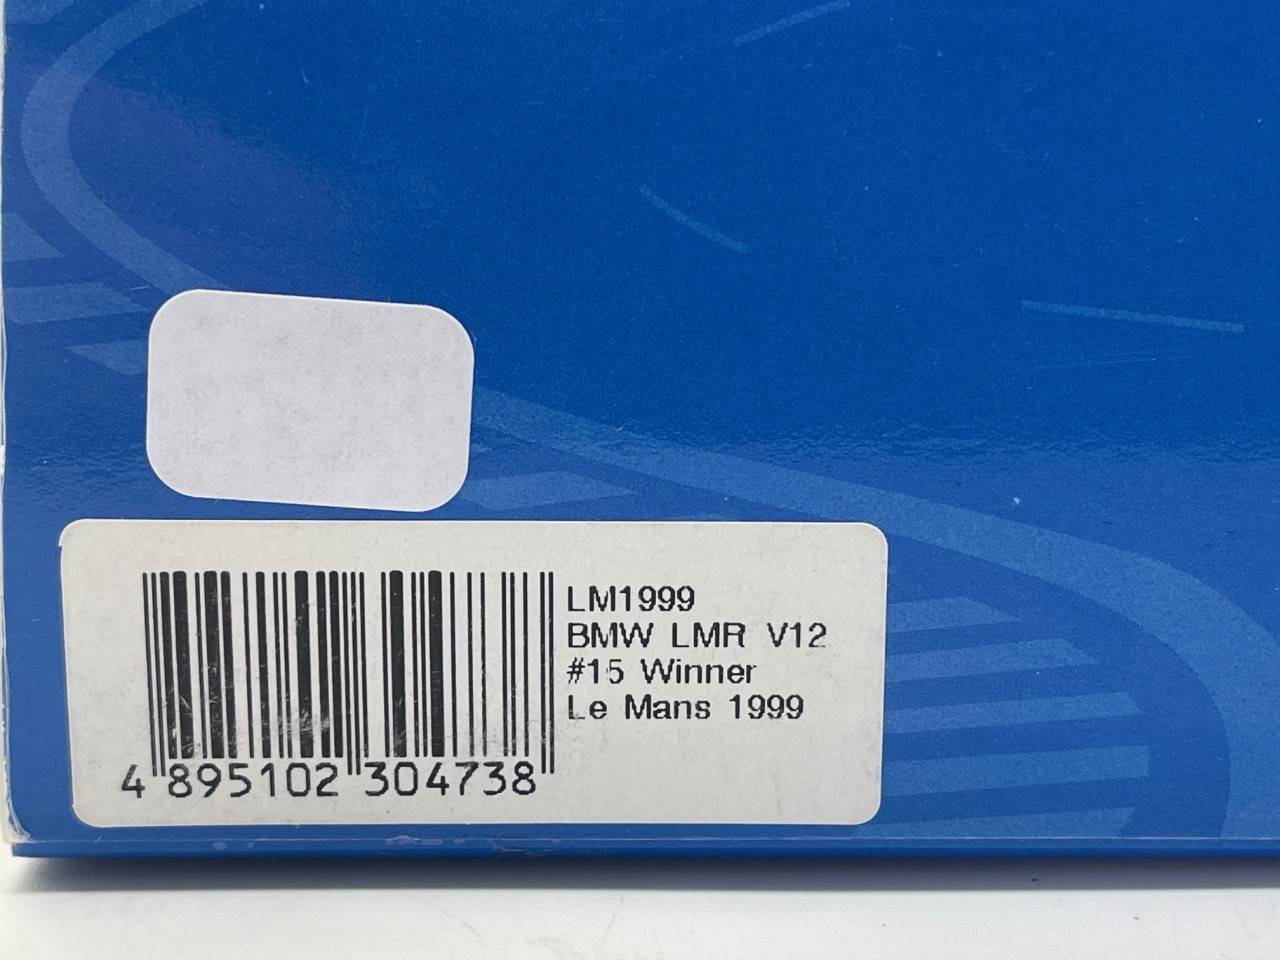 LM1999
BMW LMR V12
#15 Winner
Le Mans 1999
4 895102 304738